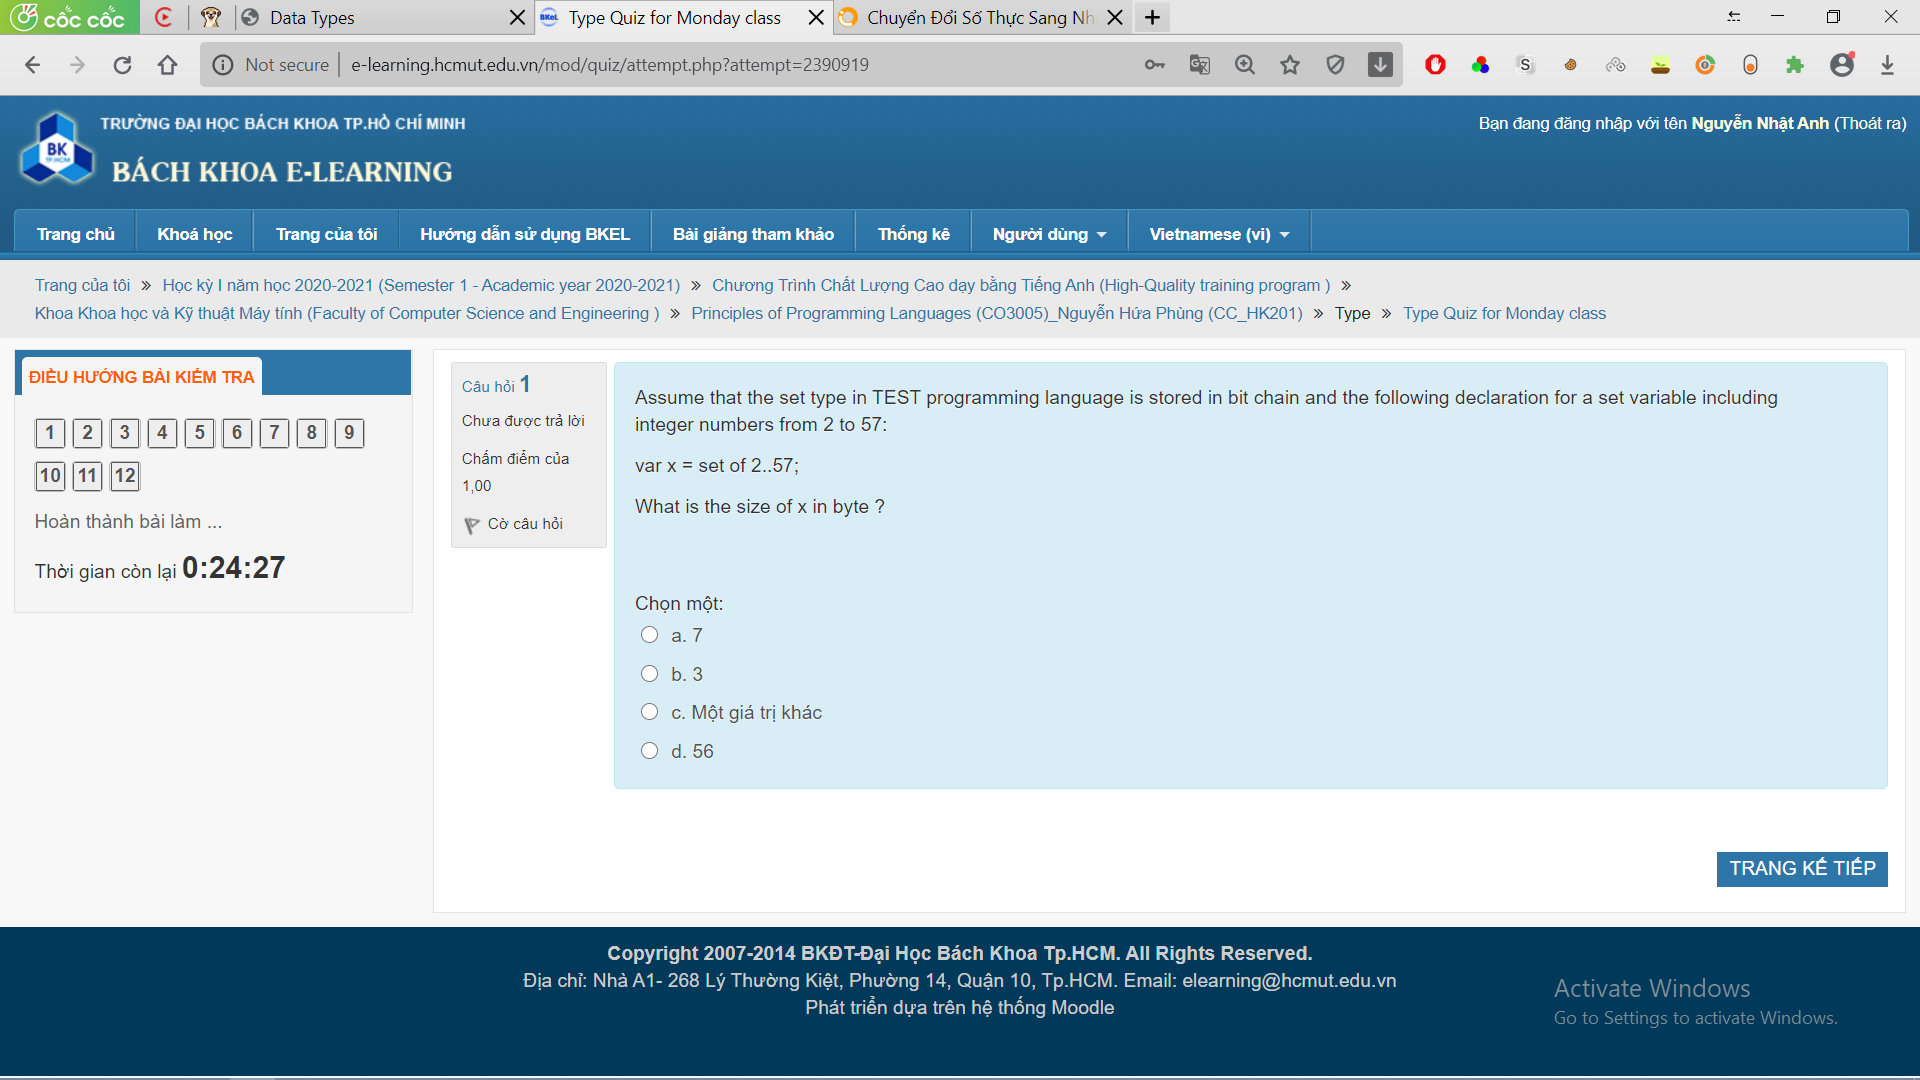 cốc cốc
Data Types
Type Quiz for Monday class
Chuyển Đổi Số Thực Sang Nh
Not secure
e-learning.hcmut.edu.vn/mod/quiz/attempt.php?attempt=2390919
TRƯỜNG ĐẠI HỌC BÁCH KHOA TP.HỒ CHÍ MINH
BK
TP.HCM
BÁCH KHOA E-LEARNING
Bạn đang đăng nhập với tên Nguyễn Nhật Anh (Thoát ra)
Trang chủ
Khoá học
Trang của tôi
Hướng dẫn sử dụng BKEL
Bài giảng tham khảo
Thống kê
Người dùng
Vietnamese (vi)
Trang của tôi » Học kỳ I năm học 2020-2021 (Semester 1 - Academic year 2020-2021) » Chương Trình Chất Lượng Cao dạy bằng Tiếng Anh (High-Quality training program ) »
Khoa Khoa học và Kỹ thuật Máy tính (Faculty of Computer Science and Engineering ) » Principles of Programming Languages (CO3005)_Nguyễn Hứa Phùng (CC_HK201) » Type » Type Quiz for Monday class
ĐIỀU HƯỚNG BÀI KIỂM TRA
1 2 3 4 5 6 7 8 9
10 11 12
Hoàn thành bài làm ...
Thời gian còn lại 0:24:27
Câu hỏi 1
Chưa được trả lời
Chấm điểm của
1,00
Cờ câu hỏi
Assume that the set type in TEST programming language is stored in bit chain and the following declaration for a set variable including
integer numbers from 2 to 57:
var x = set of 2..57;
What is the size of x in byte ?
Chọn một:
a. 7
b. 3
c. Một giá trị khác
d. 56
TRANG KẾ TIẾP
Copyright 2007-2014 BKĐT-Đại Học Bách Khoa Tp.HCM. All Rights Reserved.
Địa chỉ: Nhà A1- 268 Lý Thường Kiệt, Phường 14, Quận 10, Tp.HCM. Email: elearning@hcmut.edu.vn
Phát triển dựa trên hệ thống Moodle
Activate Windows
Go to Settings to activate Windows.